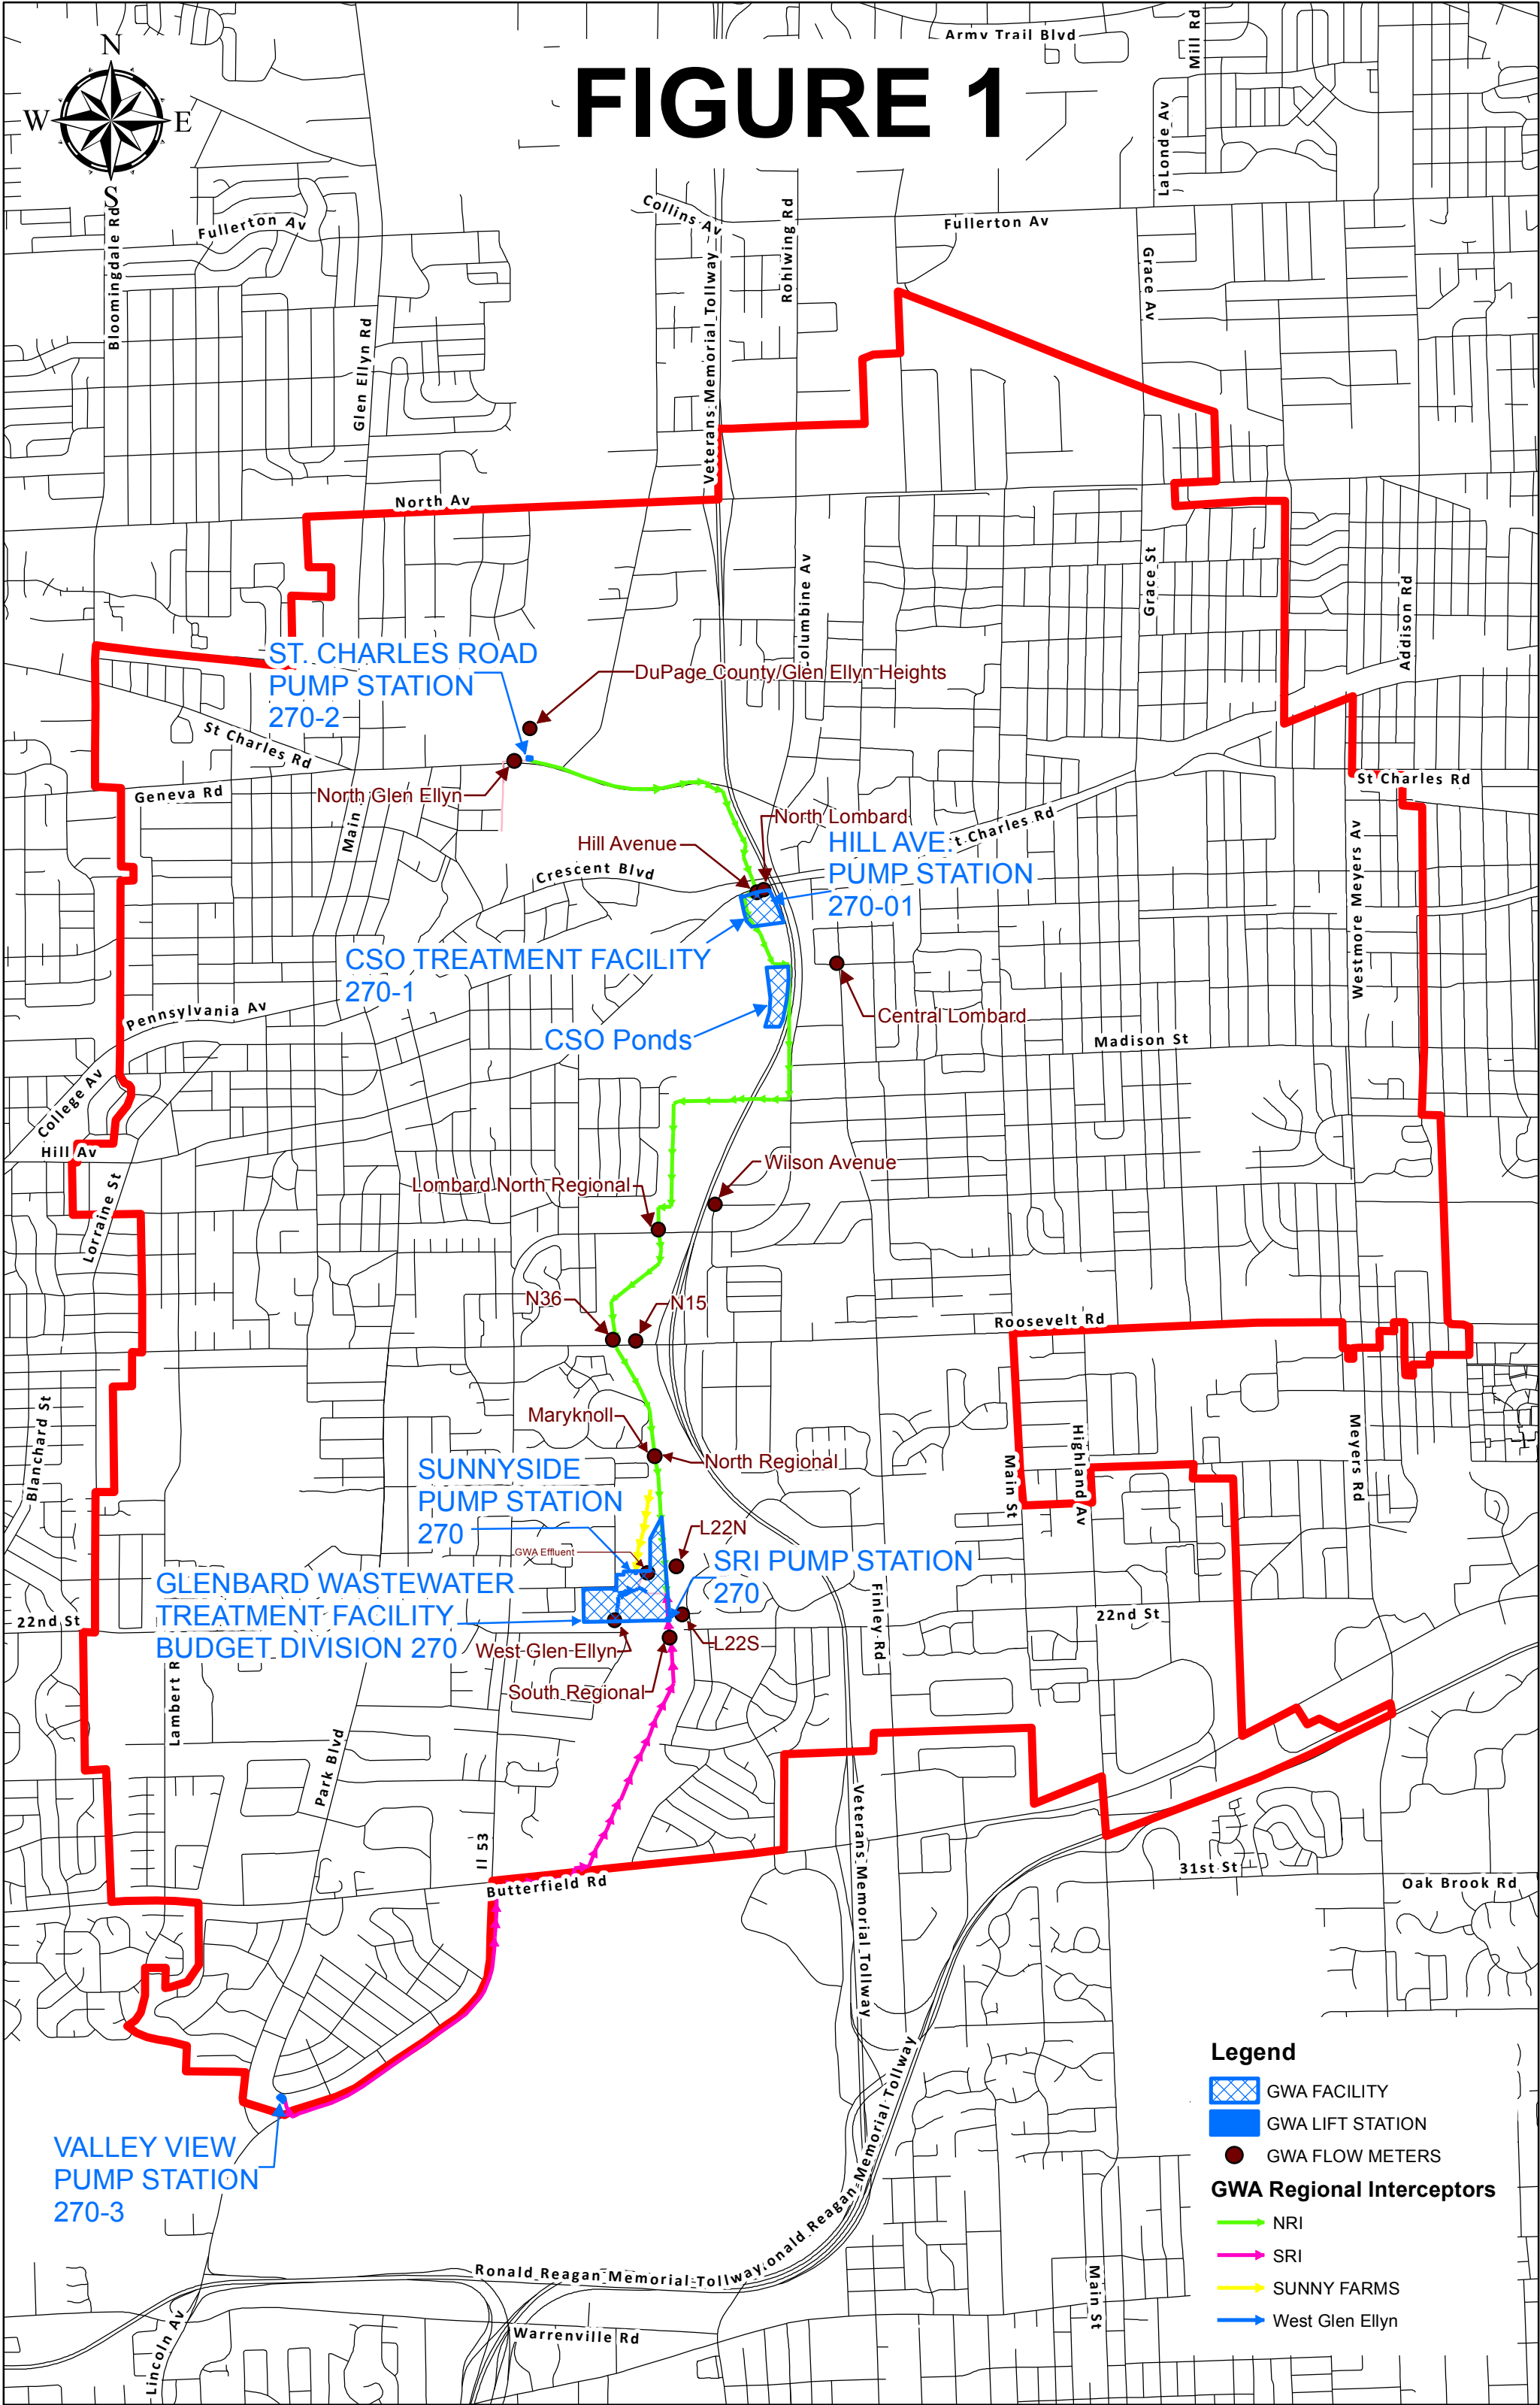 Army Trail Blvd
Mill Rd
N
W
E
S
FIGURE 1
LaLonde Av
Bloomingdale Rd
Fullerton Av
Collins Av
Rohlwing Rd
Fullerton Av
Grace Av
Glen Ellyn Rd
Veterans Memorial Tollway
North Av
Columbine Av
Grace St
Addison Rd
ST. CHARLES ROAD
PUMP STATION
270-2
DuPage County/Glen Ellyn Heights
St Charles Rd
Geneva Rd
North Glen Ellyn
Main
St Charles Rd
North Lombard
t Charles Rd
Hill Avenue
HILL AVE.
PUMP STATION
270-01
Crescent Blvd
Westmore Meyers Av
CSO TREATMENT FACILITY
270-1
Pennsylvania Av
Central Lombard
CSO Ponds
Madison St
College Av
Hill Av
Wilson Avenue
Lombard North Regional
Lorraine St
N36
N15
Roosevelt Rd
Blanchard St
Maryknoll
North Regional
Main St
Highland Av
Meyers Rd
SUNNYSIDE
PUMP STATION
270
L22N
GWA Effluent
SRI PUMP STATION
270
GLENBARD WASTEWATER
TREATMENT FACILITY
BUDGET DIVISION 270
22nd St
Finley Rd
22nd St
West Glen Ellyn
L22S
Lambert R
South Regional
Park Blvd
Il 53
Veterans Memorial Tollway
31st St
Butterfield Rd
Oak Brook Rd
VALLEY VIEW
PUMP STATION
270-3
Legend
GWA FACILITY
GWA LIFT STATION
GWA FLOW METERS
GWA Regional Interceptors
NRI
SRI
SUNNY FARMS
West Glen Ellyn
Ronald Reagan Memorial Tollway
onald Reagan Memorial Tollway
Main St
Warrenville Rd
Lincoln Av